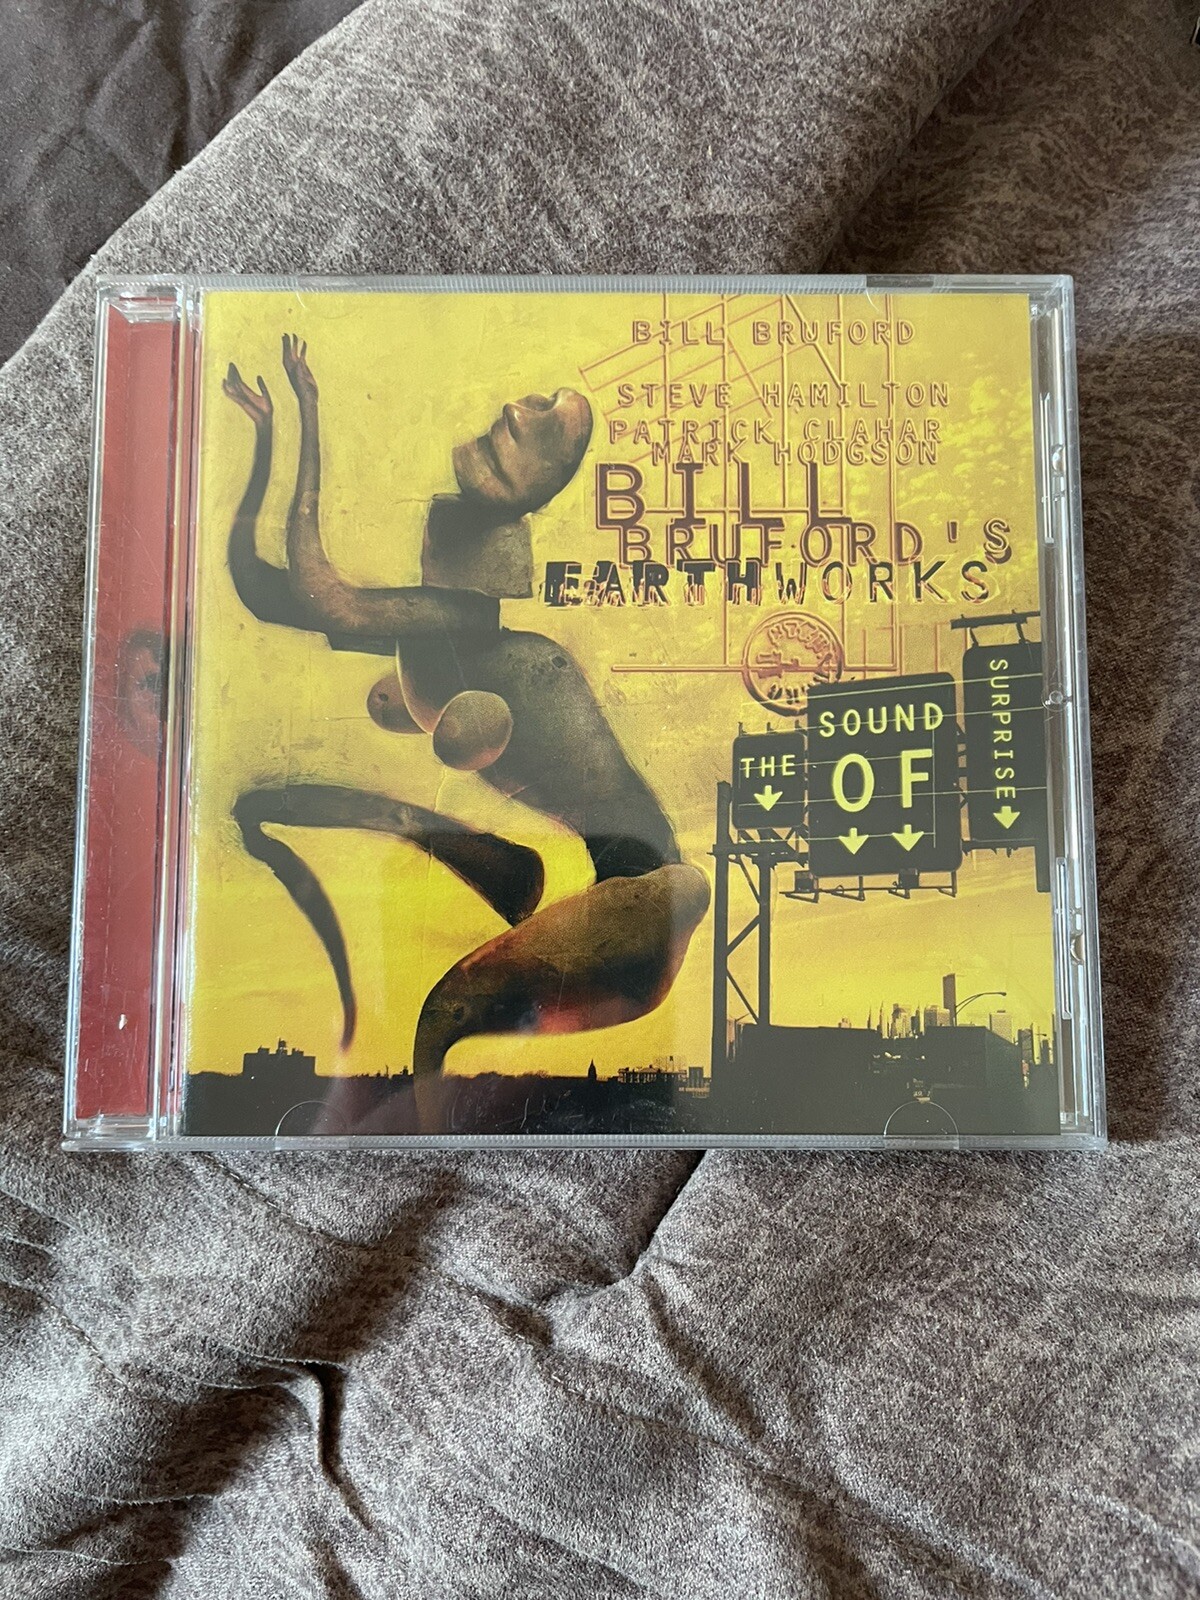 BILL BRUFORD
STEVE HAMILTON
PATRICK CLAHAR
MARK HODGSON
BILL
BRUFORD'S
EARTHWORKS
THE
SOUND
OF
SURPRISE